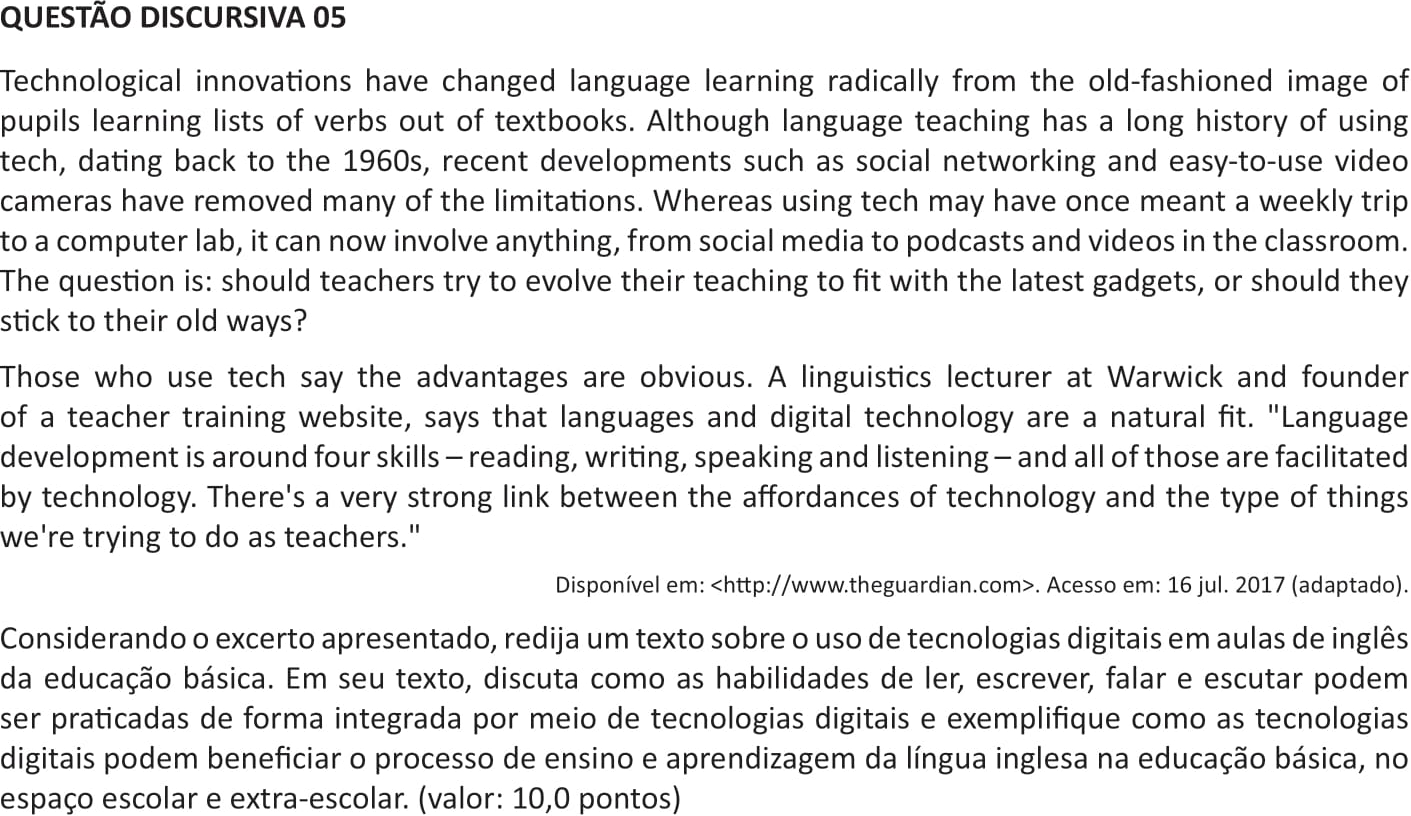 QUESTÃO DISCURSIVA 05
Technological innovations have changed language learning radically from the old-fashioned image of
pupils learning lists of verbs out of textbooks. Although language teaching has a long history of using
tech, dating back to the 1960s, recent developments such as social networking and easy-to-use video
cameras have removed many of the limitations. Whereas using tech may have once meant a weekly trip
to a computer lab, it can now involve anything, from social media to podcasts and videos in the classroom.
The question is: should teachers try to evolve their teaching to fit with the latest gadgets, or should they
stick to their old ways?
Those who use tech say the advantages are obvious. A linguistics lecturer at Warwick and founder
of a teacher training website, says that languages and digital technology are a natural fit. "Language
development is around four skills – reading, writing, speaking and listening – and all of those are facilitated
by technology. There's a very strong link between the affordances of technology and the type of things
we're trying to do as teachers."
Disponível em: <http://www.theguardian.com>. Acesso em: 16 jul. 2017 (adaptado).
Considerando o excerto apresentado, redija um texto sobre o uso de tecnologias digitais em aulas de inglês
da educação básica. Em seu texto, discuta como as habilidades de ler, escrever, falar e escutar podem
ser praticadas de forma integrada por meio de tecnologias digitais e exemplifique como as tecnologias
digitais podem beneficiar o processo de ensino e aprendizagem da língua inglesa na educação básica, no
espaço escolar e extra-escolar. (valor: 10,0 pontos)